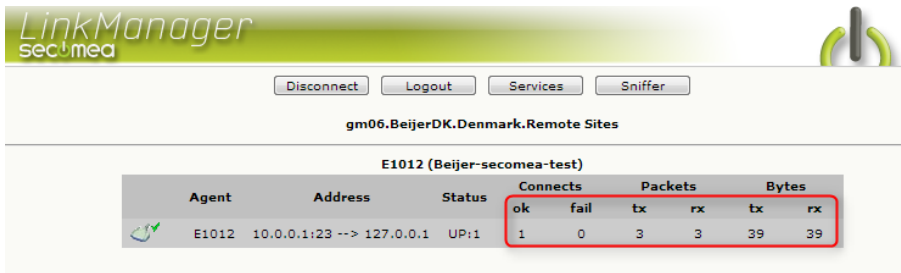 LinkManager
secomea
Disconnect Logout Services Sniffer
gm06.BeijerDK.Denmark.Remote Sites
E1012 (Beijer-secomea-test)
Agent Address Status Connects Packets Bytes
ok fail tx rx tx rx
E1012 10.0.0.1:23 --> 127.0.0.1 UP:1 1 0 3 3 39 39